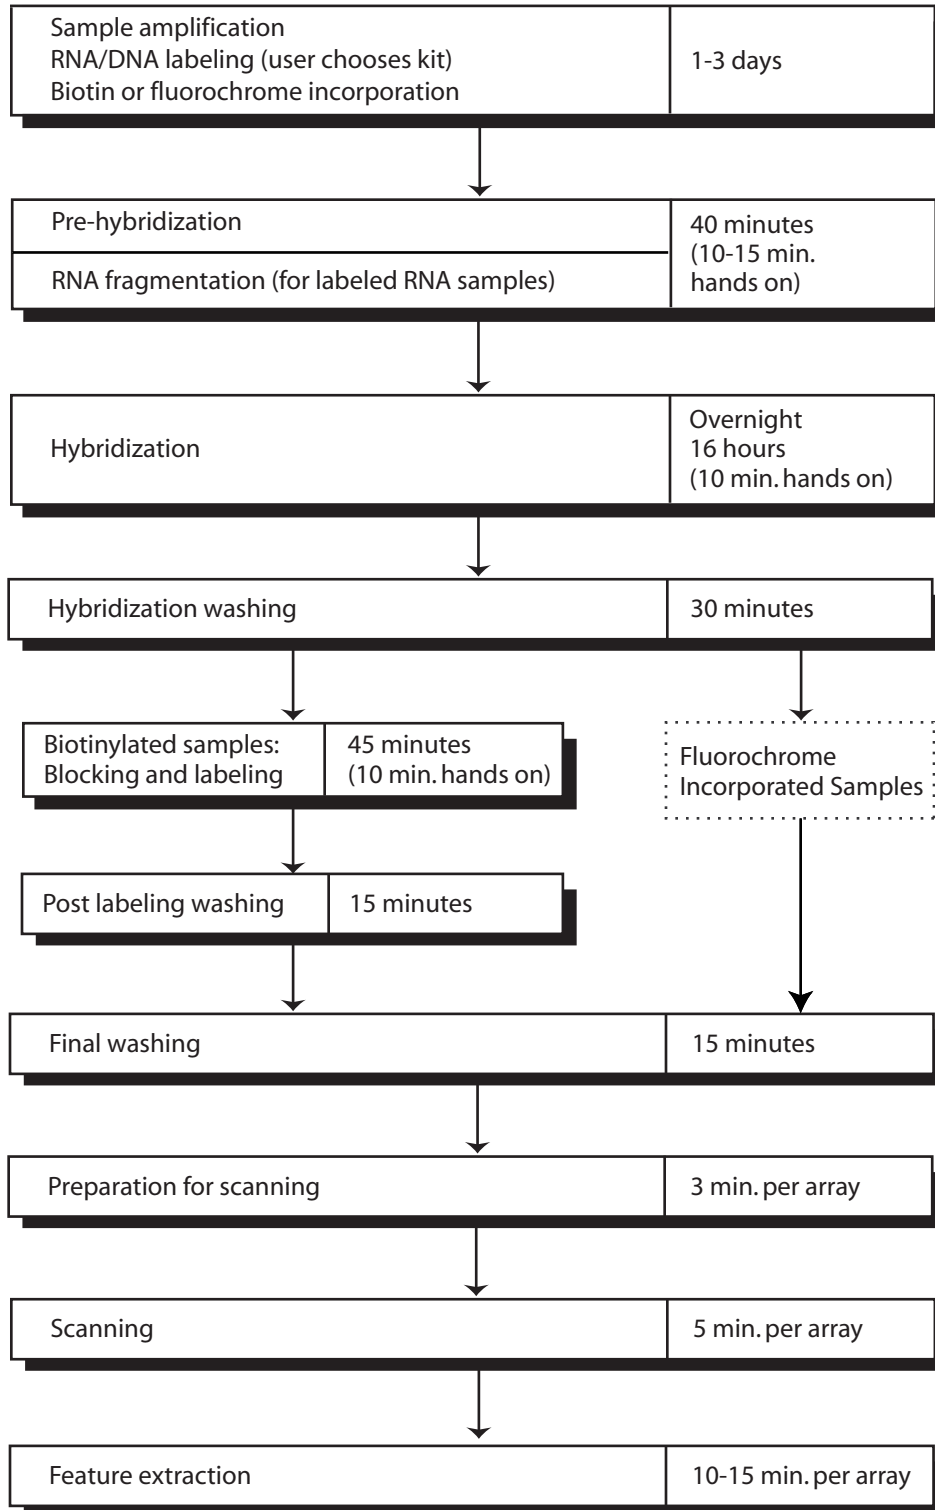 Sample amplification
RNA/DNA labeling (user chooses kit)
Biotin or fluorochrome incorporation
1-3 days
Pre-hybridization
RNA fragmentation (for labeled RNA samples)
40 minutes
(10-15 min.
hands on)
Hybridization
Overnight
16 hours
(10 min. hands on)
Hybridization washing
30 minutes
Biotinylated samples:
Blocking and labeling
45 minutes
(10 min. hands on)
Fluorochrome
Incorporated Samples
Post labeling washing
15 minutes
Final washing
15 minutes
Preparation for scanning
3 min. per array
Scanning
5 min. per array
Feature extraction
10-15 min. per array